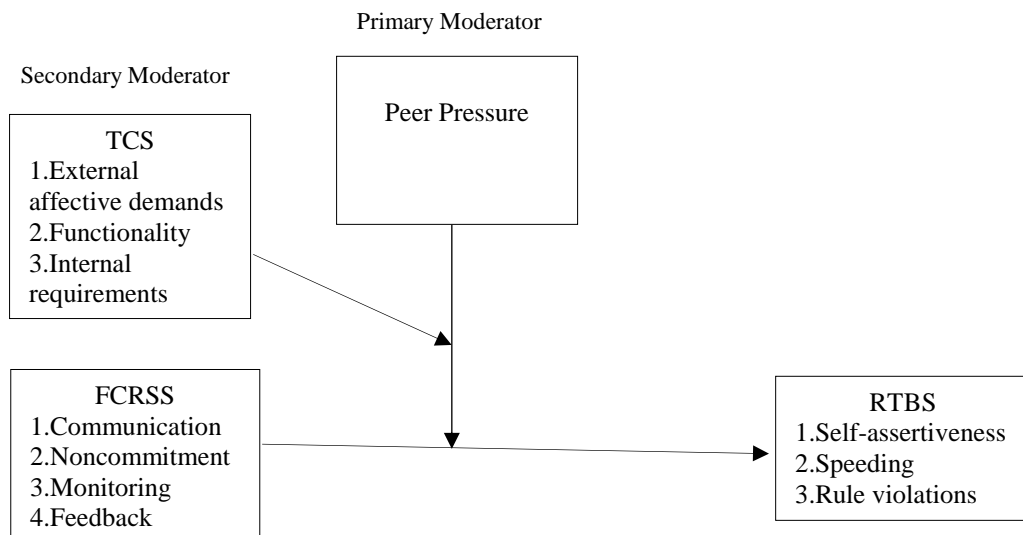 Primary Moderator
Peer Pressure
Secondary Moderator
TCS
1.External
affective demands
2.Functionality
3.Internal
requirements
FCRSS
1.Communication
2.Noncommitment
3.Monitoring
4.Feedback
RTBS
1.Self-assertiveness
2.Speeding
3.Rule violations